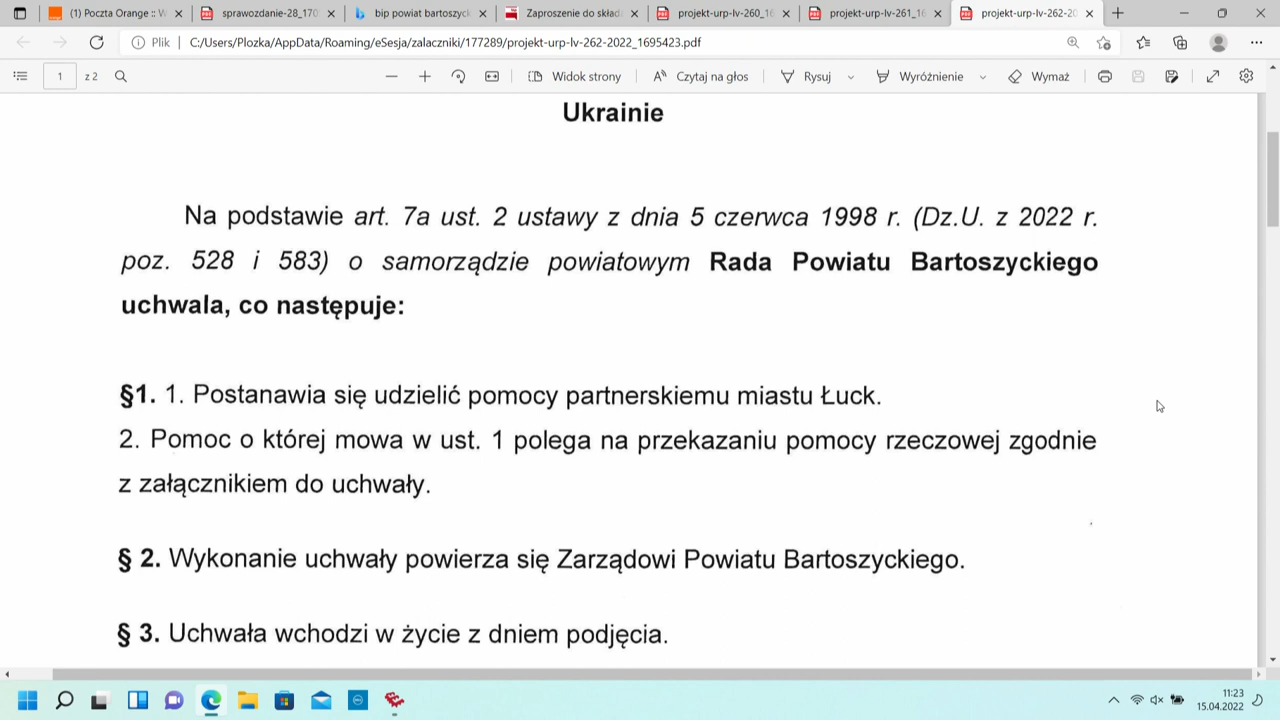 (1) Poczta Orange :: W
sprawozdanie-28_170
bip powiat bartoszyck
Zaproszenie do składa
projekt-urp-lv-260_16
projekt-urp-lv-261_16
projekt-urp-lv-262-20
Plik | C:/Users/Plozka/AppData/Roaming/eSesja/zalaczniki/177289/projekt-urp-lv-262-2022_1695423.pdf
1 z 2 Widok strony Czytaj na głos Rysuj Wyróżnienie Wymaż
Ukrainie
Na podstawie art. 7a ust. 2 ustawy z dnia 5 czerwca 1998 r. (Dz.U. z 2022 r.
poz. 528 i 583) o samorządzie powiatowym Rada Powiatu Bartoszyckiego
uchwala, co następuje:
§1. 1. Postanawia się udzielić pomocy partnerskiemu miastu Łuck.
2. Pomoc o której mowa w ust. 1 polega na przekazaniu pomocy rzeczowej zgodnie
z załącznikiem do uchwały.
§ 2. Wykonanie uchwały powierza się Zarządowi Powiatu Bartoszyckiego.
§ 3. Uchwała wchodzi w życie z dniem podjęcia.
11:23
15.04.2022